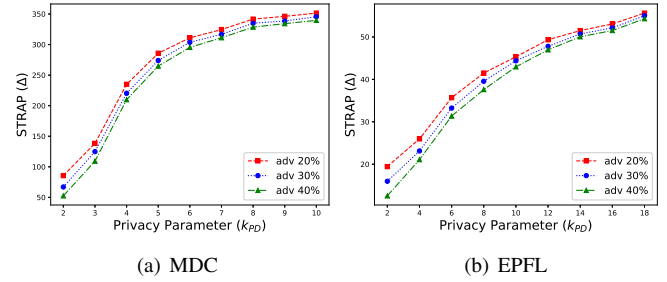 350
300
250
200
150
100
50
STRAP (Δ)
adv 20%
adv 30%
adv 40%
2 3 4 5 6 7 8 9 10
Privacy Parameter (k_PD)
(a) MDC
50
40
30
20
STRAP (Δ)
adv 20%
adv 30%
adv 40%
2 4 6 8 10 12 14 16 18
Privacy Parameter (k_PD)
(b) EPFL